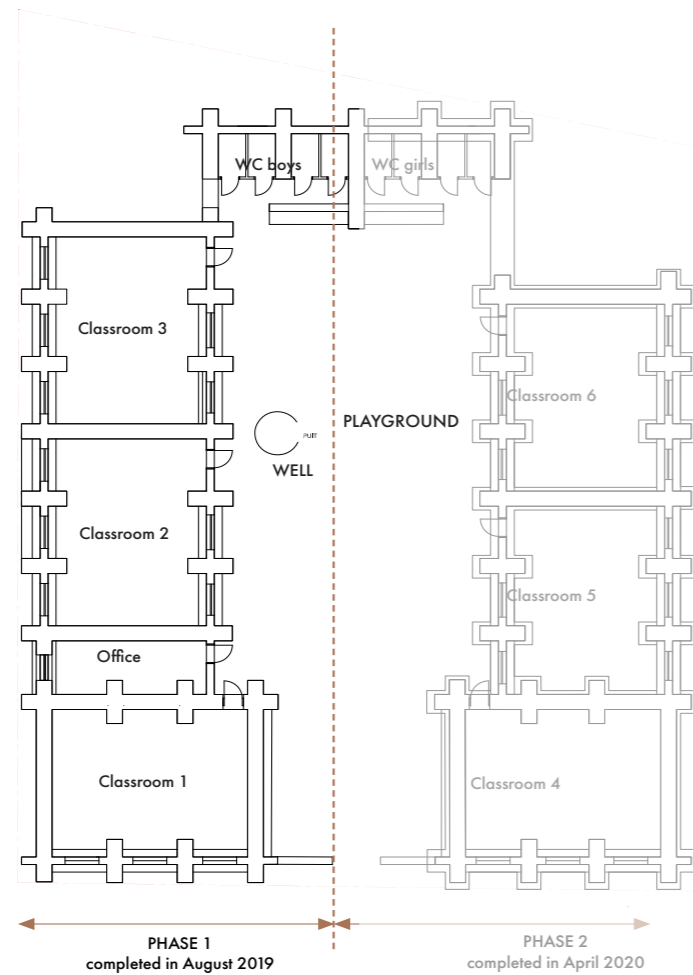 WC boys
WC girls
Classroom 3
Classroom 6
PLAYGROUND
WELL
Classroom 2
Classroom 5
Office
Classroom 1
Classroom 4
PHASE 1
completed in August 2019
PHASE 2
completed in April 2020